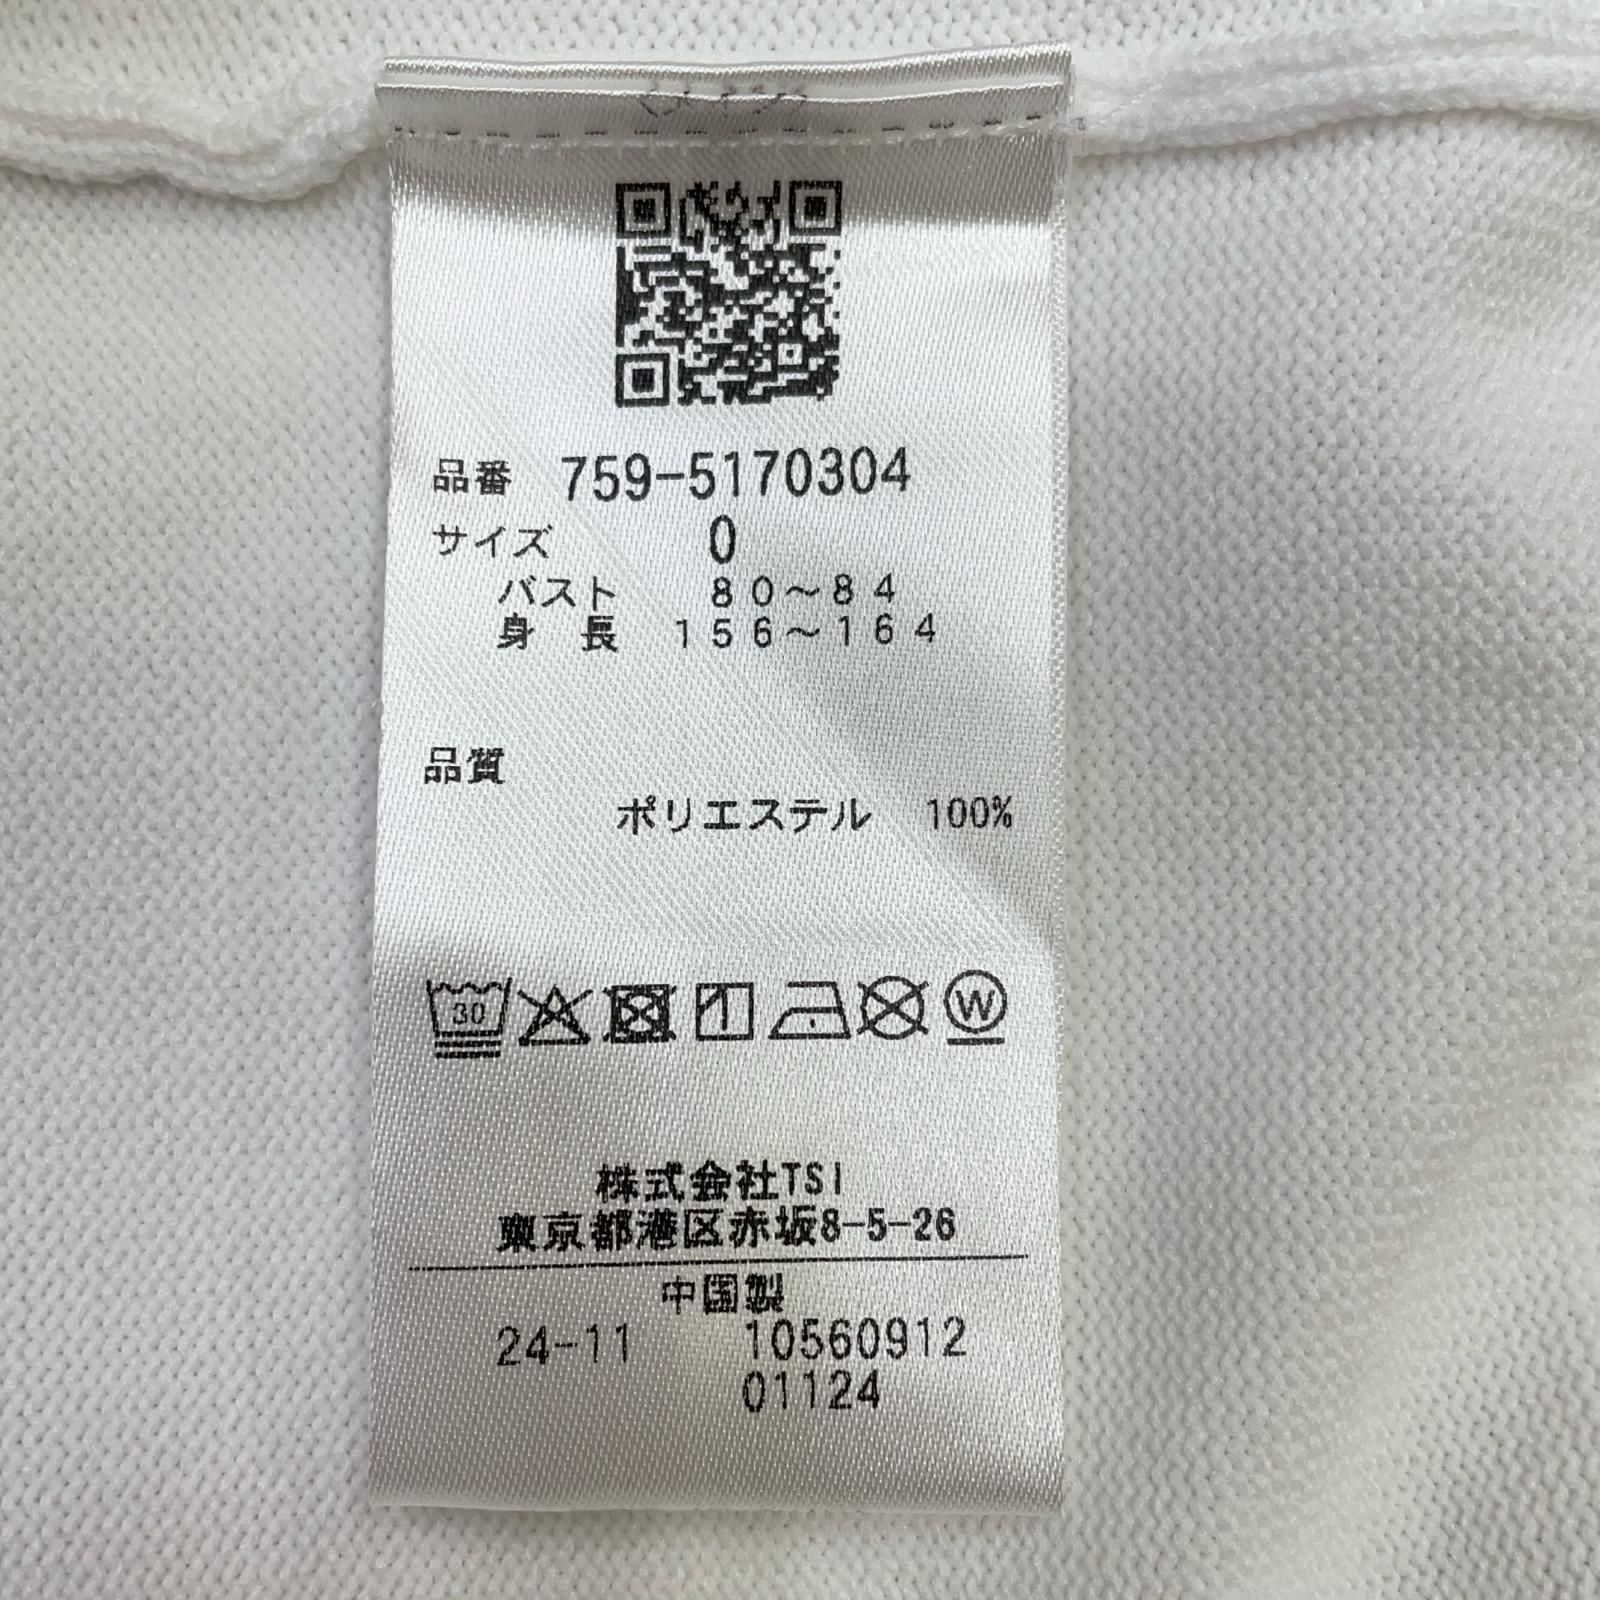 品番 759-5170304
サイズ 0
バスト 80～84
身 長 156～164
品質
ポリエステル 100%
30 W
株式会社TSI
東京都港区赤坂8-5-26
中国製
24-11 10560912
01124